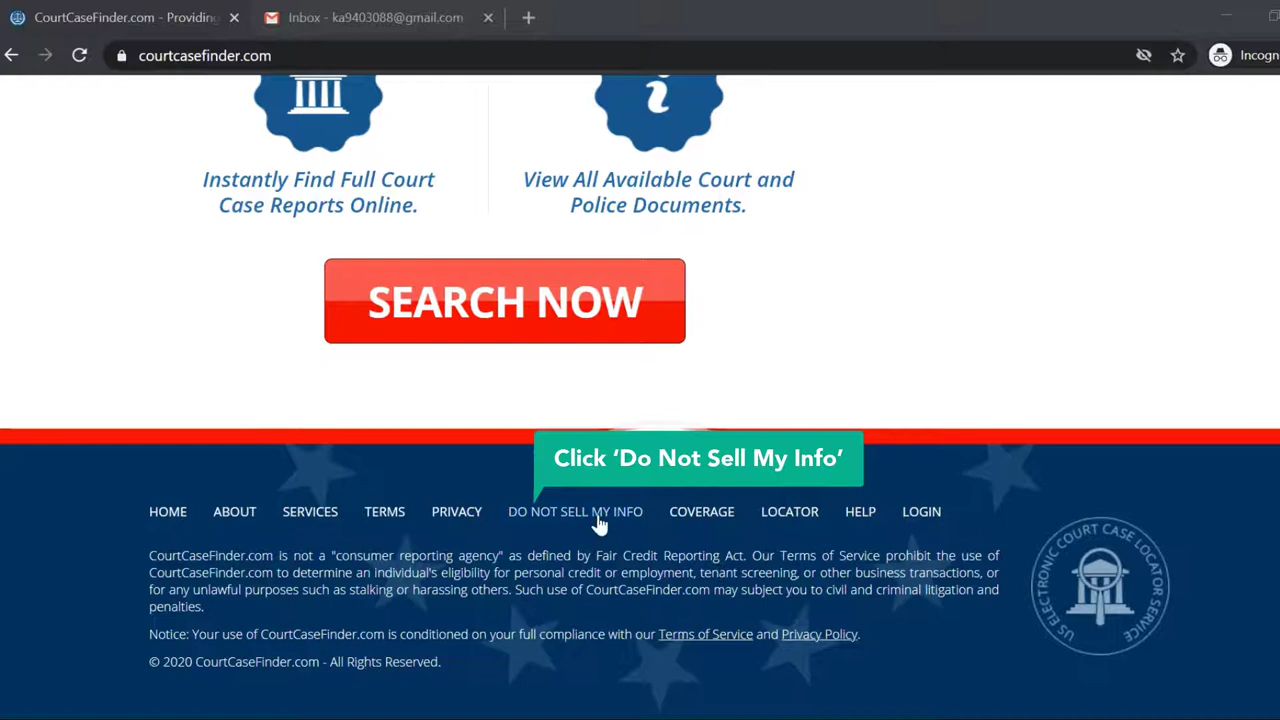 CourtCaseFinder.com - Providing
Inbox - ka9403088@gmail.com
courtcasefinder.com
Incogn
Instantly Find Full Court
Case Reports Online.
View All Available Court and
Police Documents.
SEARCH NOW
Click ‘Do Not Sell My Info’
HOME ABOUT SERVICES TERMS PRIVACY DO NOT SELL MY INFO COVERAGE LOCATOR HELP LOGIN
CourtCaseFinder.com is not a "consumer reporting agency" as defined by Fair Credit Reporting Act. Our Terms of Service prohibit the use of
CourtCaseFinder.com to determine an individual's eligibility for personal credit or employment, tenant screening, or other business transactions, or
for any unlawful purposes such as stalking or harassing others. Such use of CourtCaseFinder.com may subject you to civil and criminal litigation and
penalties.
Notice: Your use of CourtCaseFinder.com is conditioned on your full compliance with our Terms of Service and Privacy Policy.
© 2020 CourtCaseFinder.com - All Rights Reserved.
US ELECTRONIC COURT CASE LOCATOR SERVICE